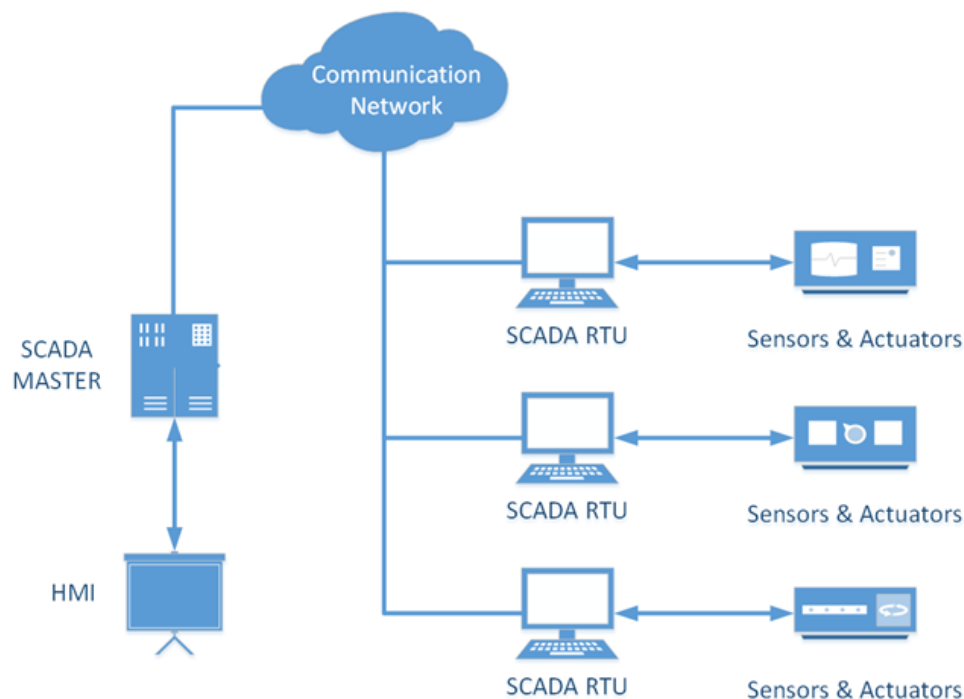 Communication
Network
SCADA
MASTER
HMI
SCADA RTU
Sensors & Actuators
SCADA RTU
Sensors & Actuators
SCADA RTU
Sensors & Actuators